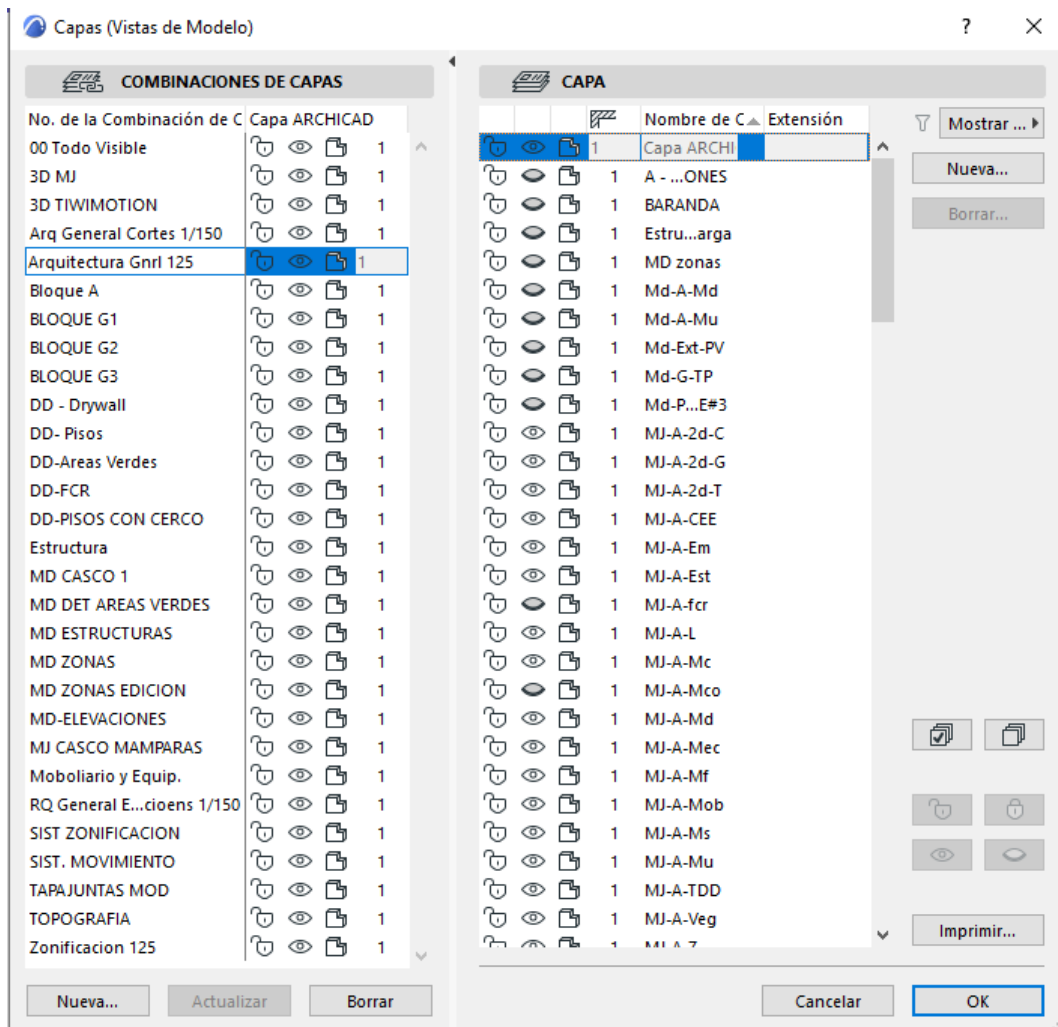 Capas (Vistas de Modelo) ? ×
COMBINACIONES DE CAPAS
No. de la Combinación de C Capa ARCHICAD
00 Todo Visible 1
3D MJ 1
3D TIWIMOTION 1
Arq General Cortes 1/150 1
Arquitectura Gnrl 125 1
Bloque A 1
BLOQUE G1 1
BLOQUE G2 1
BLOQUE G3 1
DD - Drywall 1
DD- Pisos 1
DD-Areas Verdes 1
DD-FCR 1
DD-PISOS CON CERCO 1
Estructura 1
MD CASCO 1 1
MD DET AREAS VERDES 1
MD ESTRUCTURAS 1
MD ZONAS 1
MD ZONAS EDICION 1
MD-ELEVACIONES 1
MJ CASCO MAMPARAS 1
Moboliario y Equip. 1
RQ General E...cioens 1/150 1
SIST ZONIFICACION 1
SIST. MOVIMIENTO 1
TAPAJUNTAS MOD 1
TOPOGRAFIA 1
Zonificacion 125 1
Nueva... Actualizar Borrar
CAPA
Nombre de C Extensión
1 Capa ARCHI
1 A - ...ONES
1 BARANDA
1 Estru...arga
1 MD zonas
1 Md-A-Md
1 Md-A-Mu
1 Md-Ext-PV
1 Md-G-TP
1 Md-P...E#3
1 MJ-A-2d-C
1 MJ-A-2d-G
1 MJ-A-2d-T
1 MJ-A-CEE
1 MJ-A-Em
1 MJ-A-Est
1 MJ-A-fcr
1 MJ-A-L
1 MJ-A-Mc
1 MJ-A-Mco
1 MJ-A-Md
1 MJ-A-Mec
1 MJ-A-Mf
1 MJ-A-Mob
1 MJ-A-Ms
1 MJ-A-Mu
1 MJ-A-TDD
1 MJ-A-Veg
Mostrar ...
Nueva...
Borrar...
Imprimir...
Cancelar OK